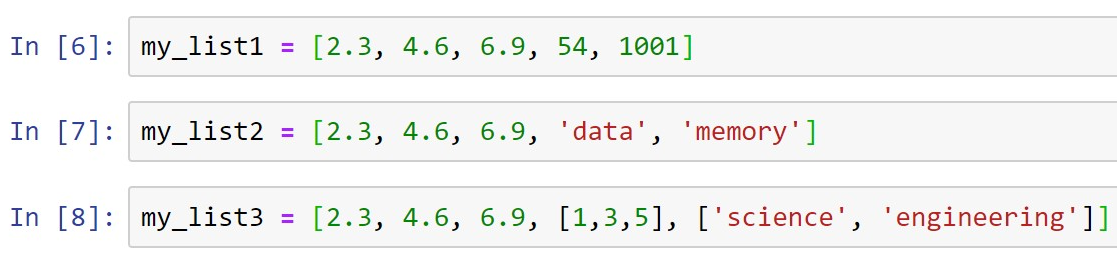 In [6]: my_list1 = [2.3, 4.6, 6.9, 54, 1001]
In [7]: my_list2 = [2.3, 4.6, 6.9, 'data', 'memory']
In [8]: my_list3 = [2.3, 4.6, 6.9, [1,3,5], ['science', 'engineering']]